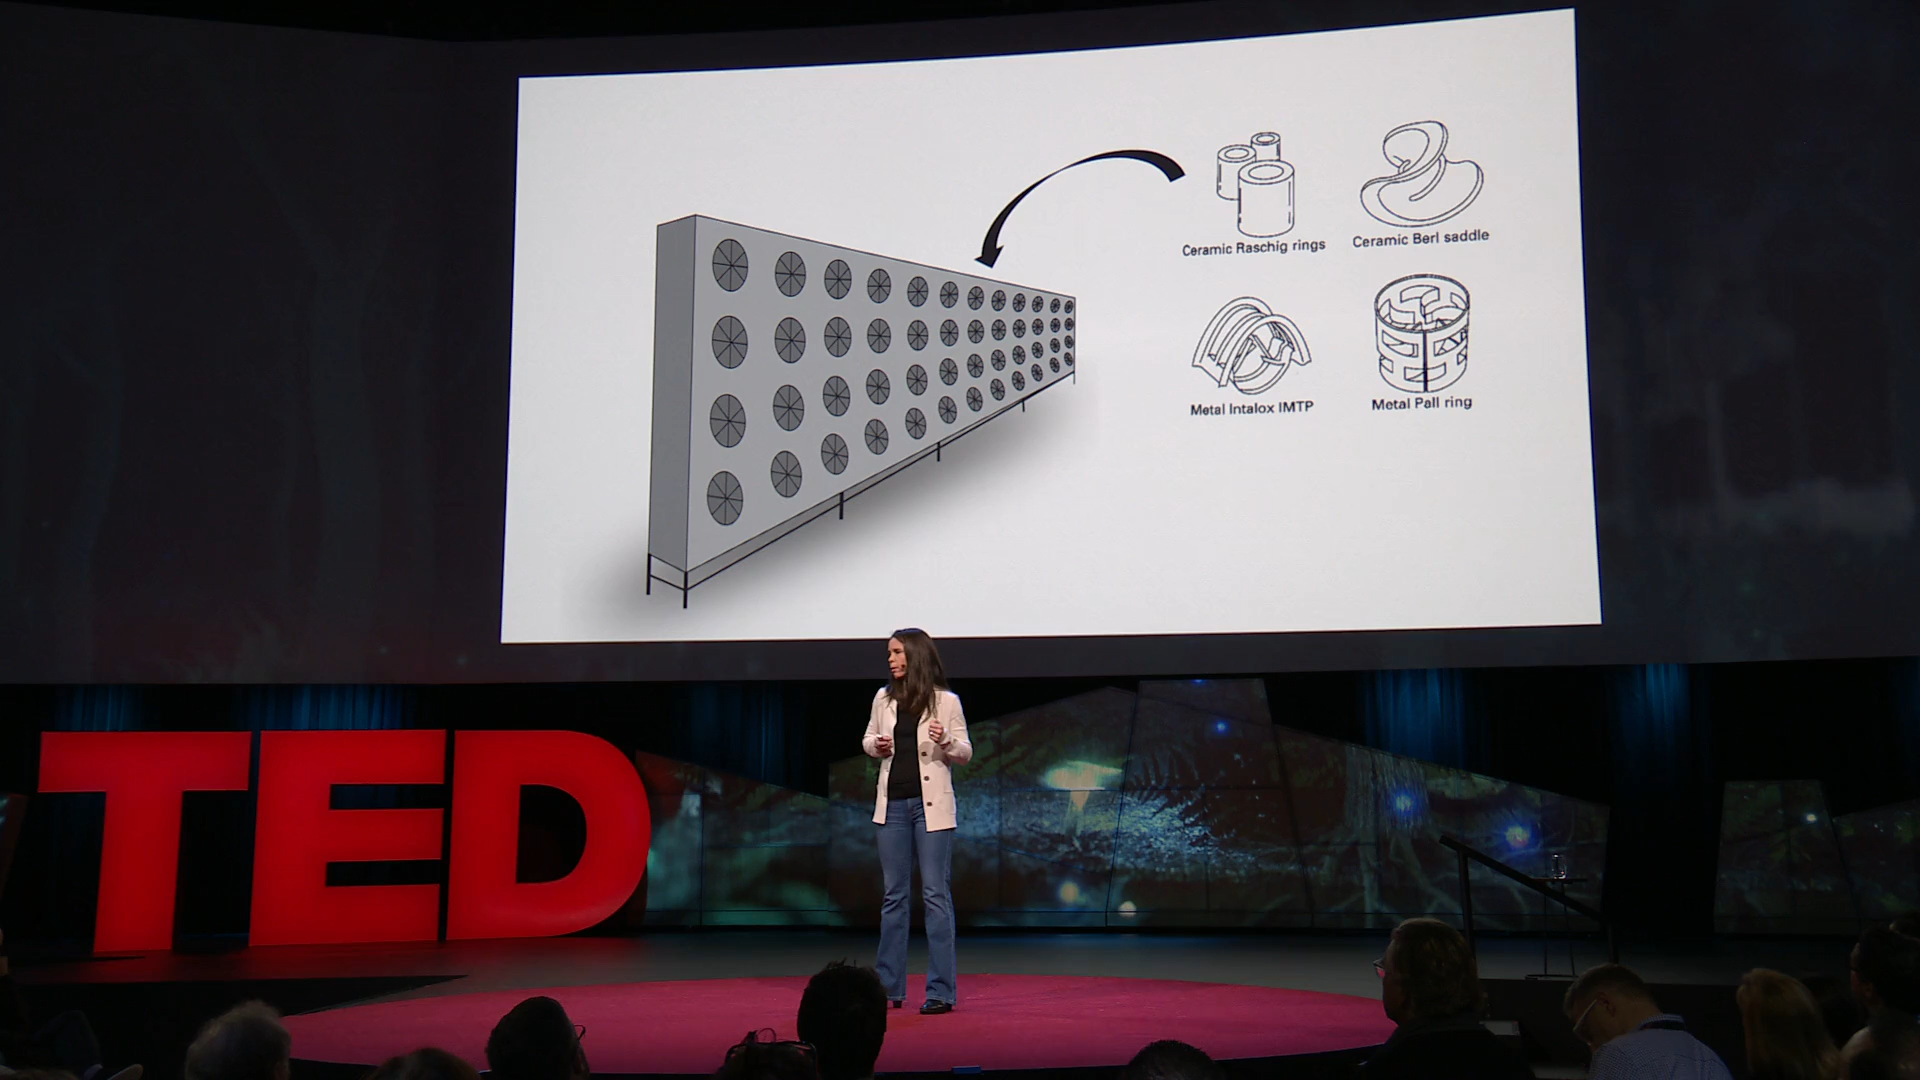 Ceramic Raschig rings
Ceramic Berl saddle
Metal Intalox IMTP
Metal Pall ring
TED